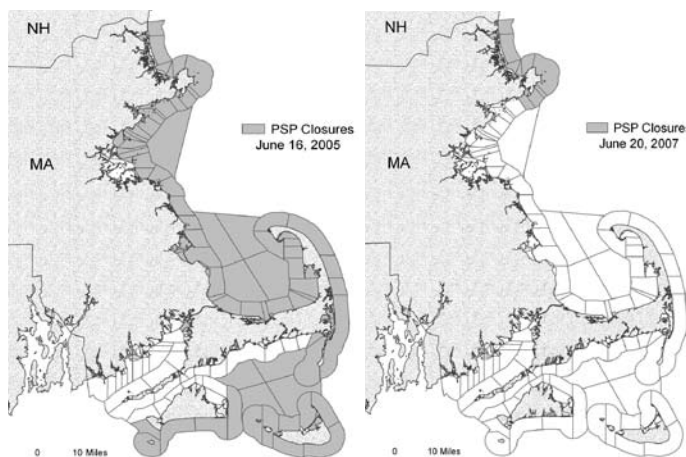 NH
MA
PSP Closures
June 16, 2005
0 10 Miles
NH
MA
PSP Closure
June 20, 2007
0 10 Miles